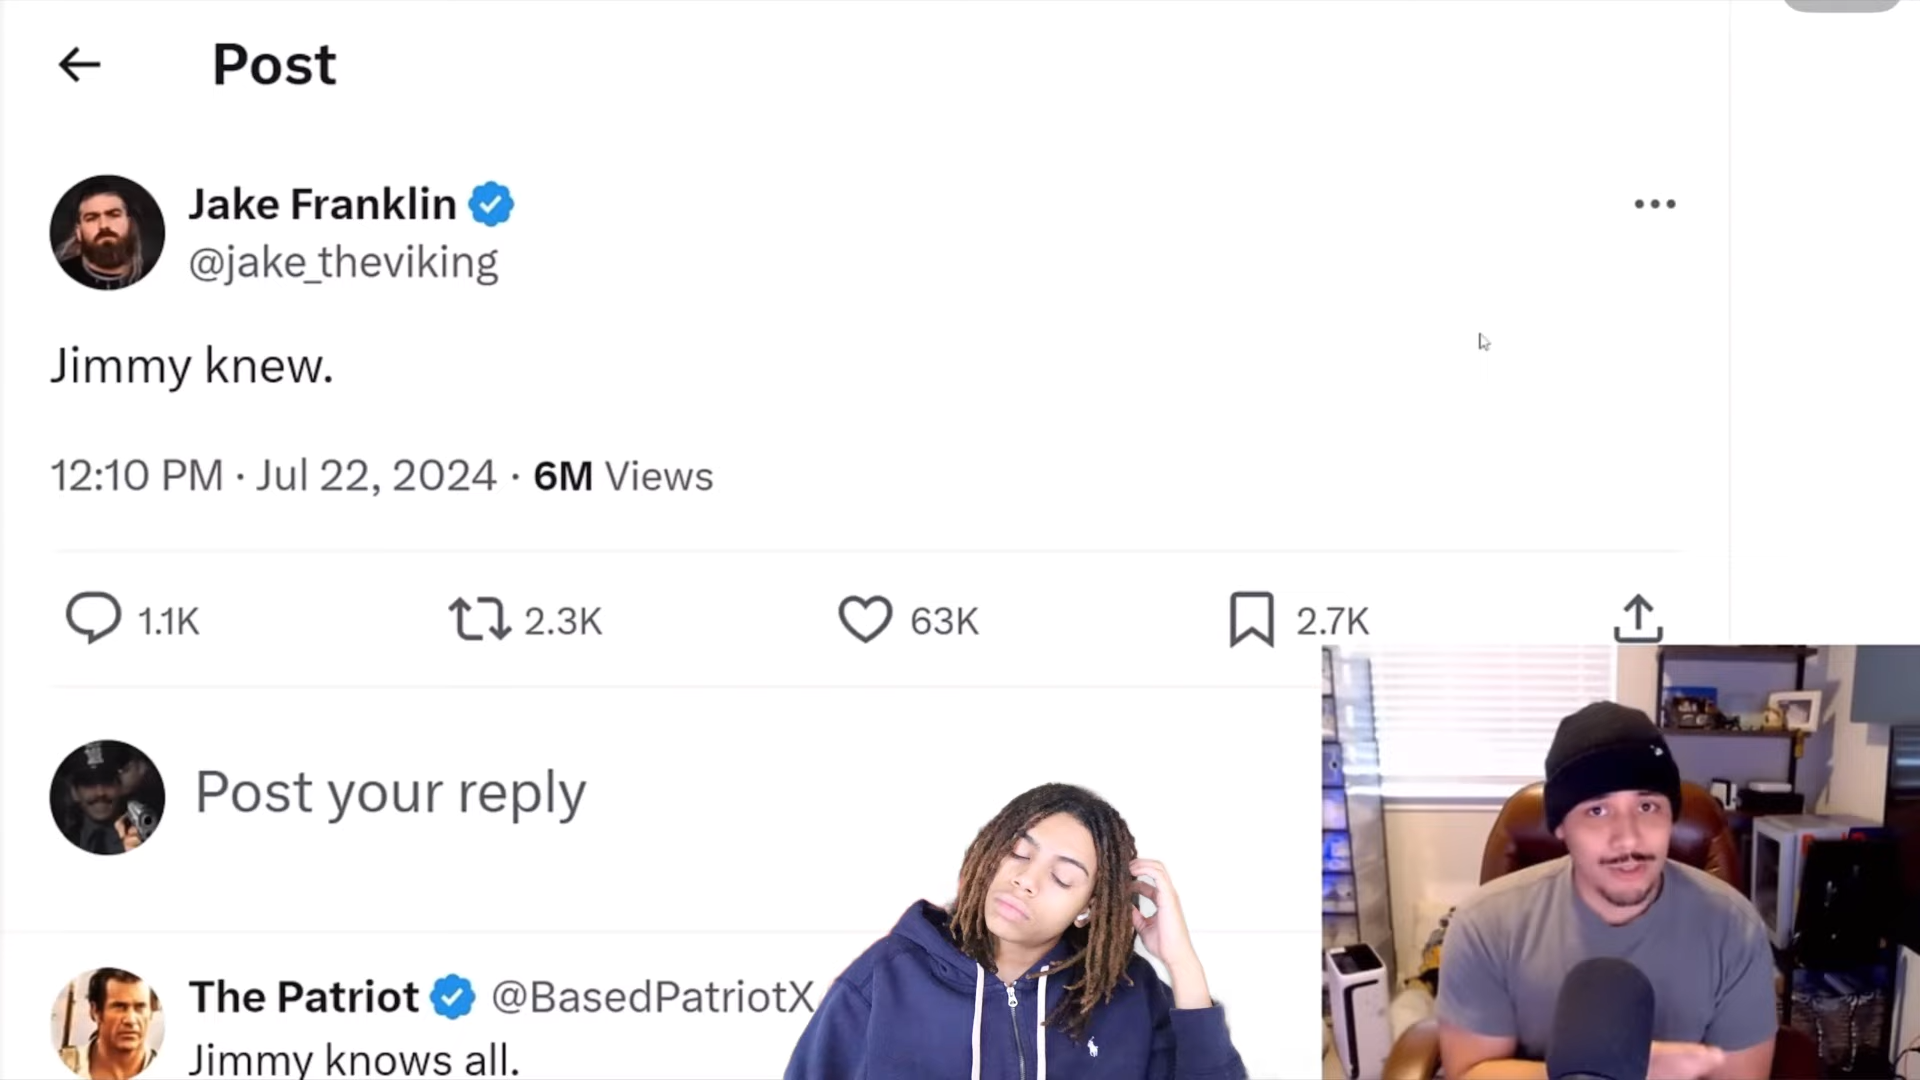 Post
Jake Franklin
@jake_theviking
Jimmy knew.
12:10 PM · Jul 22, 2024 · 6M Views
1.1K 2.3K 63K 2.7K
Post your reply
The Patriot @BasedPatriotX
Jimmy knows all.